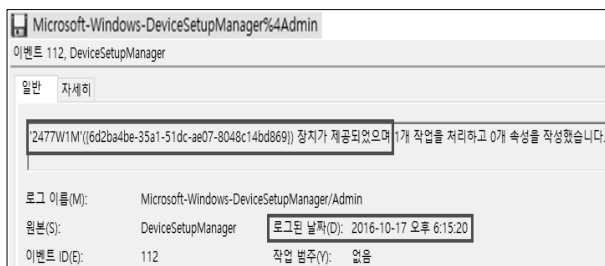 Microsoft-Windows-DeviceSetupManager%4Admin
이벤트 112, DeviceSetupManager
일반 자세히
'2477W1M'({6d2ba4be-35a1-51dc-ae07-8048c14bd869}) 장치가 제공되었으며 1개 작업을 처리하고 0개 속성을 작성했습니다.
로그 이름(M): Microsoft-Windows-DeviceSetupManager/Admin
원본(S): DeviceSetupManager 로그된 날짜(D): 2016-10-17 오후 6:15:20
이벤트 ID(E): 112 작업 범주(Y): 없음